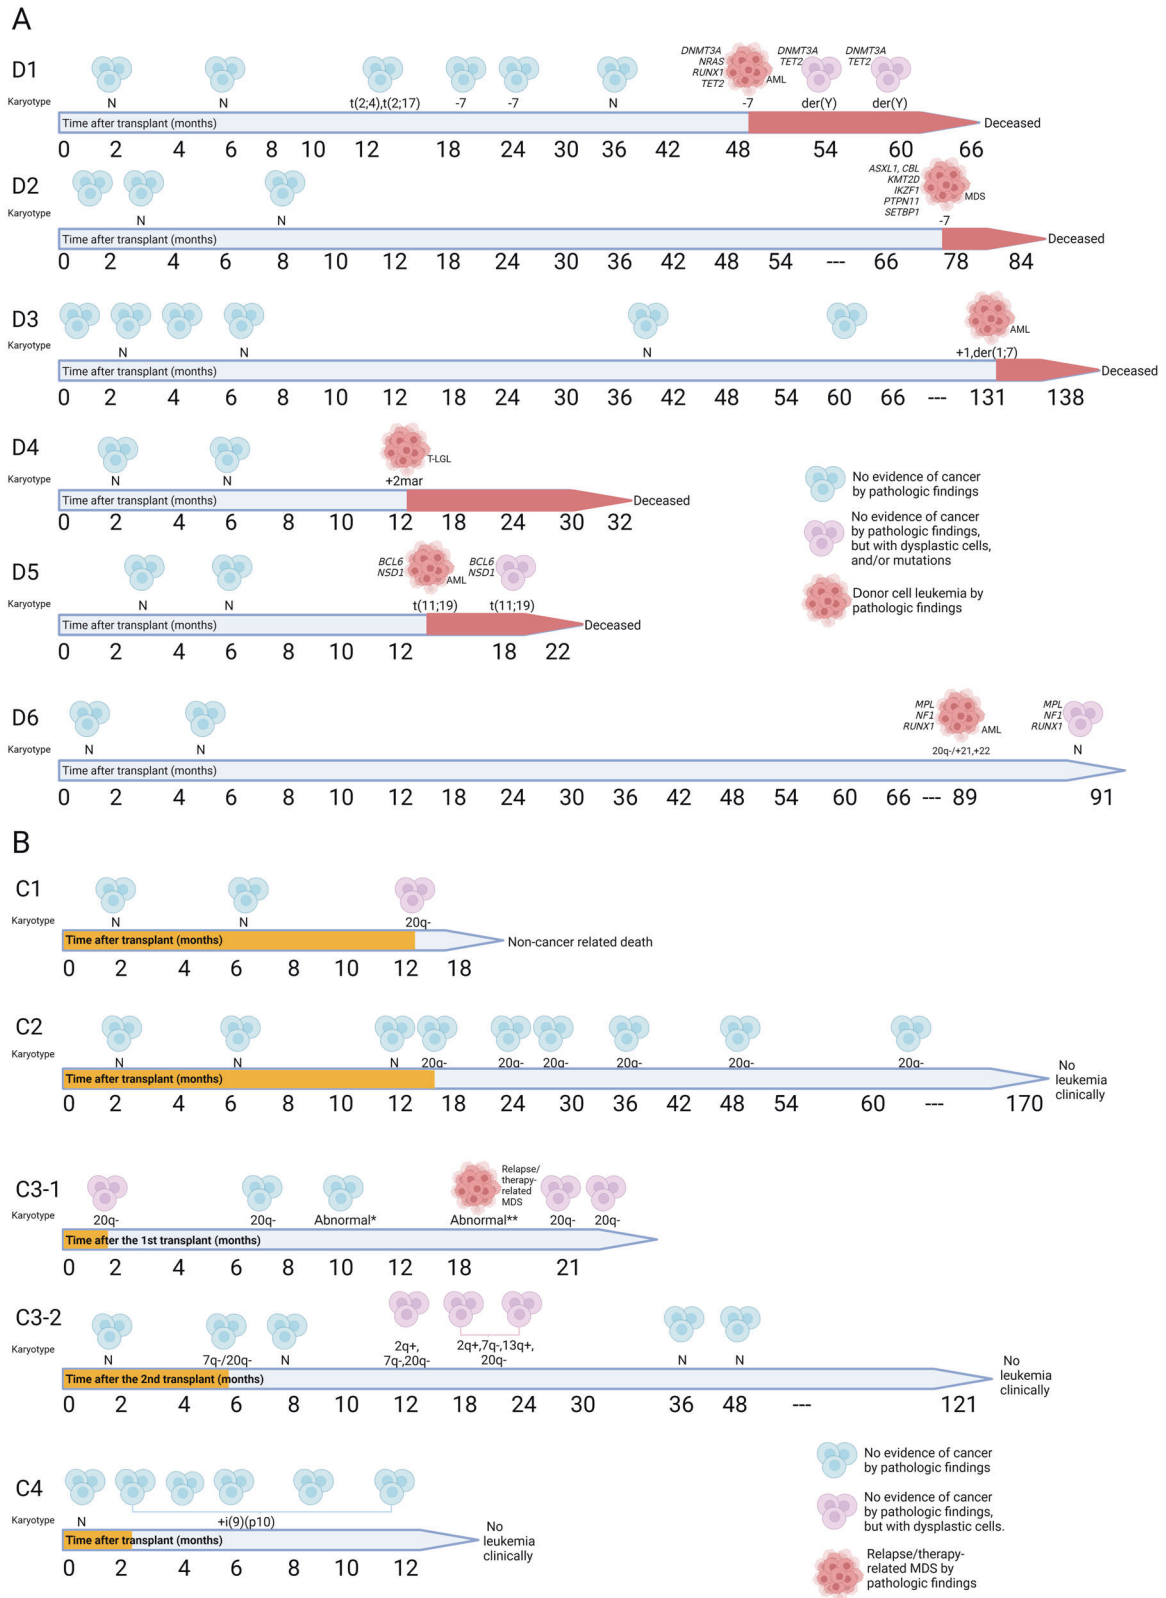 A
D1
DNMT3A
NRAS
RUNX1
TET2
AML
DNMT3A
TET2
DNMT3A
TET2
Karyotype
N N t(2;4),t(2;17) -7 -7 N -7 der(Y) der(Y)
Time after transplant (months)
Deceased
0 2 6 8 10 12 18 24 30 36 42 48 54 60 66
D2
ASXL1, CBL
KMT2D
IKZF1
PTPN11
SETBP1
MDS
Karyotype
N N -7
Time after transplant (months)
Deceased
0 2 4 6 8 12 18 24 30 36 42 48 54 --- 66 78 84
D3
AML
Karyotype
N N N +1,der(1;7)
Time after transplant (months)
Deceased
0 2 4 6 8 10 12 18 24 30 36 42 48 54 60 66 --- 131 138
D4
T-LGL
Karyotype
N N +2mar
Time after transplant (months)
Deceased
0 2 4 6 8 10 12 18 24 30 32
No evidence of cancer
by pathologic findings
No evidence of cancer
by pathologic findings,
but with dysplastic cells,
and/or mutations
Donor cell leukemia by
pathologic findings
D5
BCL6
NSD1
AML
BCL6
NSD1
Karyotype
N N t(11;19) t(11;19)
Time after transplant (months)
Deceased
0 2 4 6 8 10 12 18 22
D6
MPL
NF1
RUNX1
AML
MPL
NF1
RUNX1
Karyotype
N N 20q-/+21,+22 N
Time after transplant (months)
0 2 4 6 8 10 12 18 24 30 36 42 48 54 60 66 --- 89 91
B
C1
Karyotype
N N 20q-
Time after transplant (months)
Non-cancer related death
0 2 4 6 8 10 12 18
C2
Karyotype
N N N 20q- 20q- 20q- 20q- 20q- 20q-
Time after transplant (months)
No
leukemia
clinically
0 2 4 6 8 10 12 18 24 30 36 42 48 54 60 --- 170
C3-1
Relapse/
therapy-
related
MDS
Karyotype
20q- 20q- Abnormal* Abnormal** 20q- 20q-
Time after the 1st transplant (months)
0 2 4 6 8 10 12 18 21
C3-2
Karyotype
N 7q-/20q- N 2q+,
7q-,20q-
2q+,7q-,13q+,
20q-
N N
Time after the 2nd transplant (months)
No
leukemia
clinically
0 2 4 6 8 10 12 18 24 30 36 48 --- 121
C4
Karyotype
N +i(9)(p10)
Time after transplant (months)
No
leukemia
clinically
0 2 4 6 8 10 12
No evidence of cancer
by pathologic findings
No evidence of cancer
by pathologic findings,
but with dysplastic cells.
Relapse/therapy-
related MDS by
pathologic findings